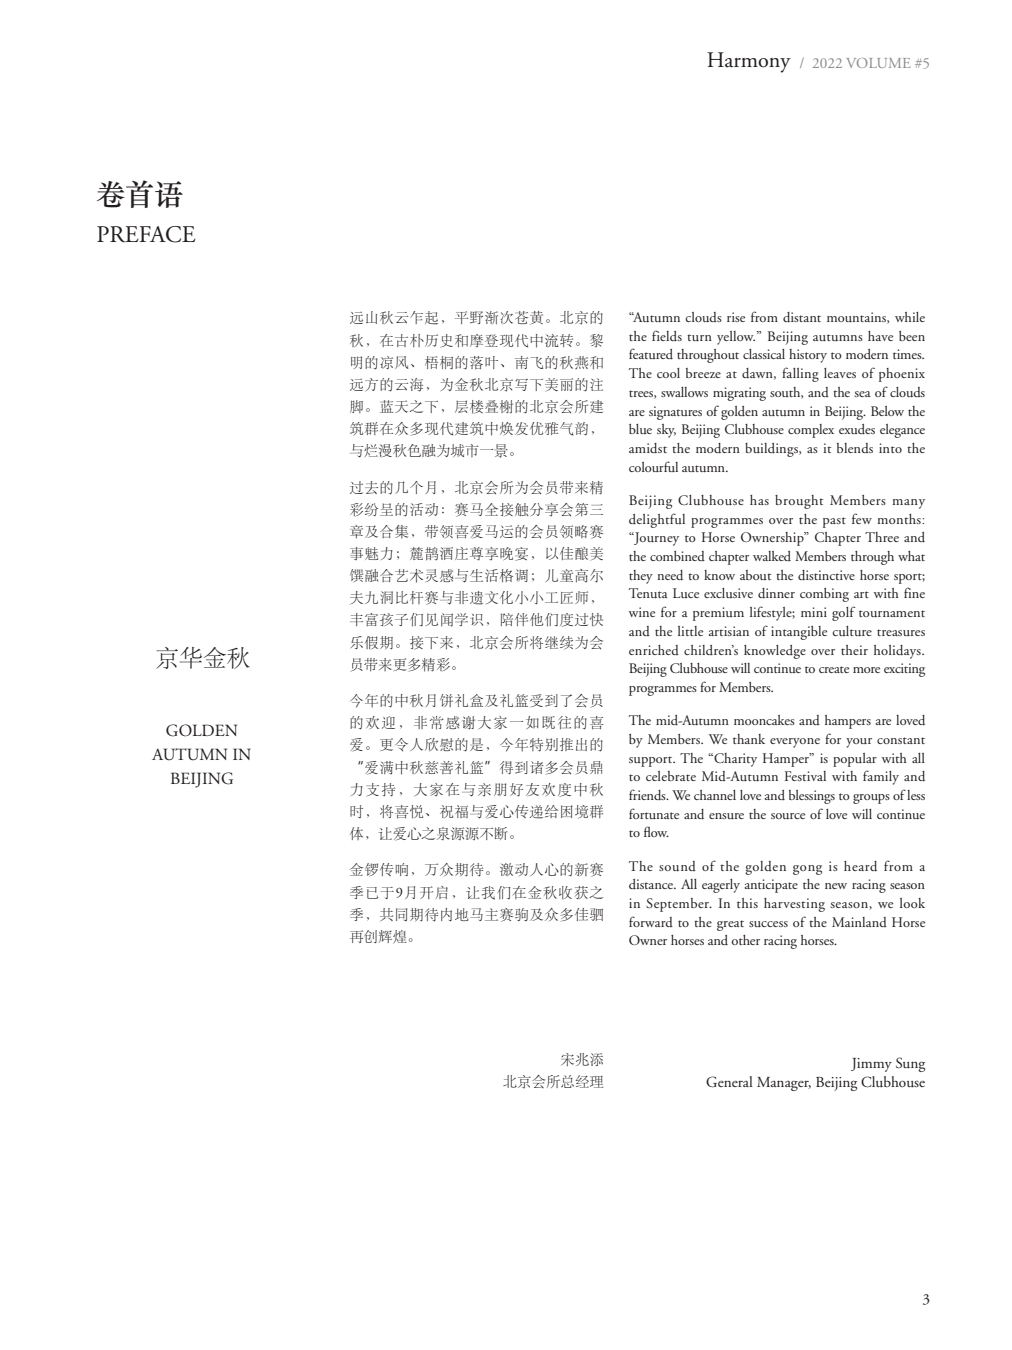 Harmony / 2022 VOLUME #5
卷首语
PREFACE
京华金秋
GOLDEN
AUTUMN IN
BEIJING
远山秋云乍起，平野渐次苍黄。北京的
秋，在古朴历史和摩登现代中流转。黎
明的凉风、梧桐的落叶、南飞的秋燕和
远方的云海，为金秋北京写下美丽的注
脚。蓝天之下，层楼叠榭的北京会所建
筑群在众多现代建筑中焕发优雅气韵，
与烂漫秋色融为城市一景。
过去的几个月，北京会所为会员带来精
彩纷呈的活动：赛马全接触分享会第三
章及合集，带领喜爱马运的会员领略赛
事魅力；麓鹊酒庄尊享晚宴，以佳酿美
馔融合艺术灵感与生活格调；儿童高尔
夫九洞比杆赛与非遗文化小小工匠师，
丰富孩子们见闻学识，陪伴他们度过快
乐假期。接下来，北京会所将继续为会
员带来更多精彩。
今年的中秋月饼礼盒及礼篮受到了会员
的欢迎，非常感谢大家一如既往的喜
爱。更令人欣慰的是，今年特别推出的
“爱满中秋慈善礼篮”得到诸多会员鼎
力支持，大家在与亲朋好友欢度中秋
时，将喜悦、祝福与爱心传递给困境群
体，让爱心之泉源源不断。
金锣传响，万众期待。激动人心的新赛
季已于9月开启，让我们在金秋收获之
季，共同期待内地马主赛驹及众多佳驷
再创辉煌。
宋兆添
北京会所总经理
“Autumn clouds rise from distant mountains, while
the fields turn yellow.” Beijing autumns have been
featured throughout classical history to modern times.
The cool breeze at dawn, falling leaves of phoenix
trees, swallows migrating south, and the sea of clouds
are signatures of golden autumn in Beijing. Below the
blue sky, Beijing Clubhouse complex exudes elegance
amidst the modern buildings, as it blends into the
colourful autumn.
Beijing Clubhouse has brought Members many
delightful programmes over the past few months:
“Journey to Horse Ownership” Chapter Three and
the combined chapter walked Members through what
they need to know about the distinctive horse sport;
Tenuta Luce exclusive dinner combing art with fine
wine for a premium lifestyle; mini golf tournament
and the little artisian of intangible culture treasures
enriched children’s knowledge over their holidays.
Beijing Clubhouse will continue to create more exciting
programmes for Members.
The mid-Autumn mooncakes and hampers are loved
by Members. We thank everyone for your constant
support. The “Charity Hamper” is popular with all
to celebrate Mid-Autumn Festival with family and
friends. We channel love and blessings to groups of less
fortunate and ensure the source of love will continue
to flow.
The sound of the golden gong is heard from a
distance. All eagerly anticipate the new racing season
in September. In this harvesting season, we look
forward to the great success of the Mainland Horse
Owner horses and other racing horses.
Jimmy Sung
General Manager, Beijing Clubhouse
3